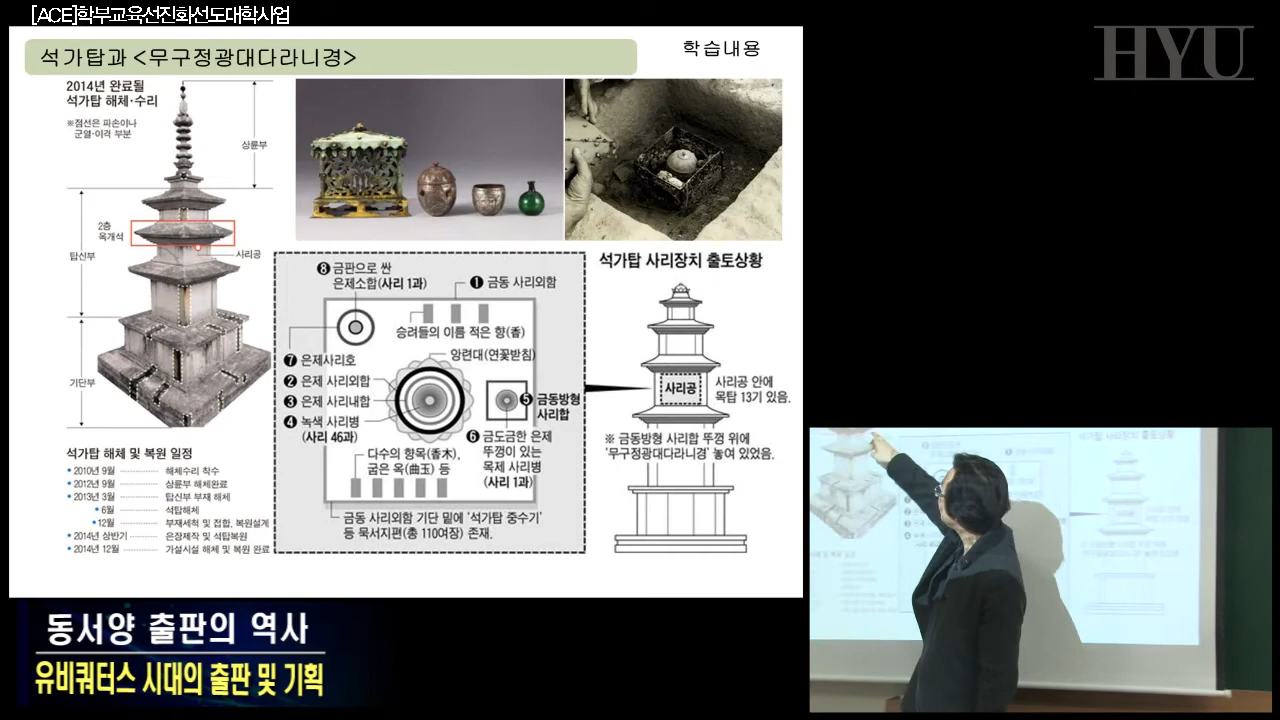 [ACE]학부교육선진화선도대학사업
석가탑과 <무구정광대다라니경>
학습내용
HYU
2014년 완료될
석가탑 해체·수리
※점선은 파손이나
균열·이격 부분
상륜부
2층
옥개석
탑신부
사리공
기단부
석가탑 해체 및 복원 일정
•2010년 9월 ········ 해체수리 착수
•2012년 9월 ········ 상륜부 해체완료
•2013년 3월 ········ 탑신부 부재 해체
•6월 ········ 석탑해체
•12월 ········ 부재세척 및 접합, 복원설계
•2014년 상반기 ········ 은장제작 및 석탑복원
•2014년 12월 ········ 가설시설 해체 및 복원 완료
❽ 금판으로 싼
은제소합(사리 1과)
❶ 금동 사리외함
승려들의 이름 적은 향(香)
앙련대(연꽃받침)
❼ 은제사리호
❷ 은제 사리외합
❸ 은제 사리내합
❹ 녹색 사리병
(사리 46과)
❺ 금동방형
사리합
❻ 금도금한 은제
뚜껑이 있는
목제 사리병
(사리 1과)
다수의 향목(香木),
굽은 옥(曲玉) 등
금동 사리외함 기단 밑에 '석가탑 중수기'
등 묵서지편(총 110여장) 존재.
석가탑 사리장치 출토상황
사리공
사리공 안에
목탑 13기 있음.
※ 금동방형 사리합 뚜껑 위에
'무구정광대다라니경' 놓여 있었음.
동서양 출판의 역사
유비쿼터스 시대의 출판 및 기획